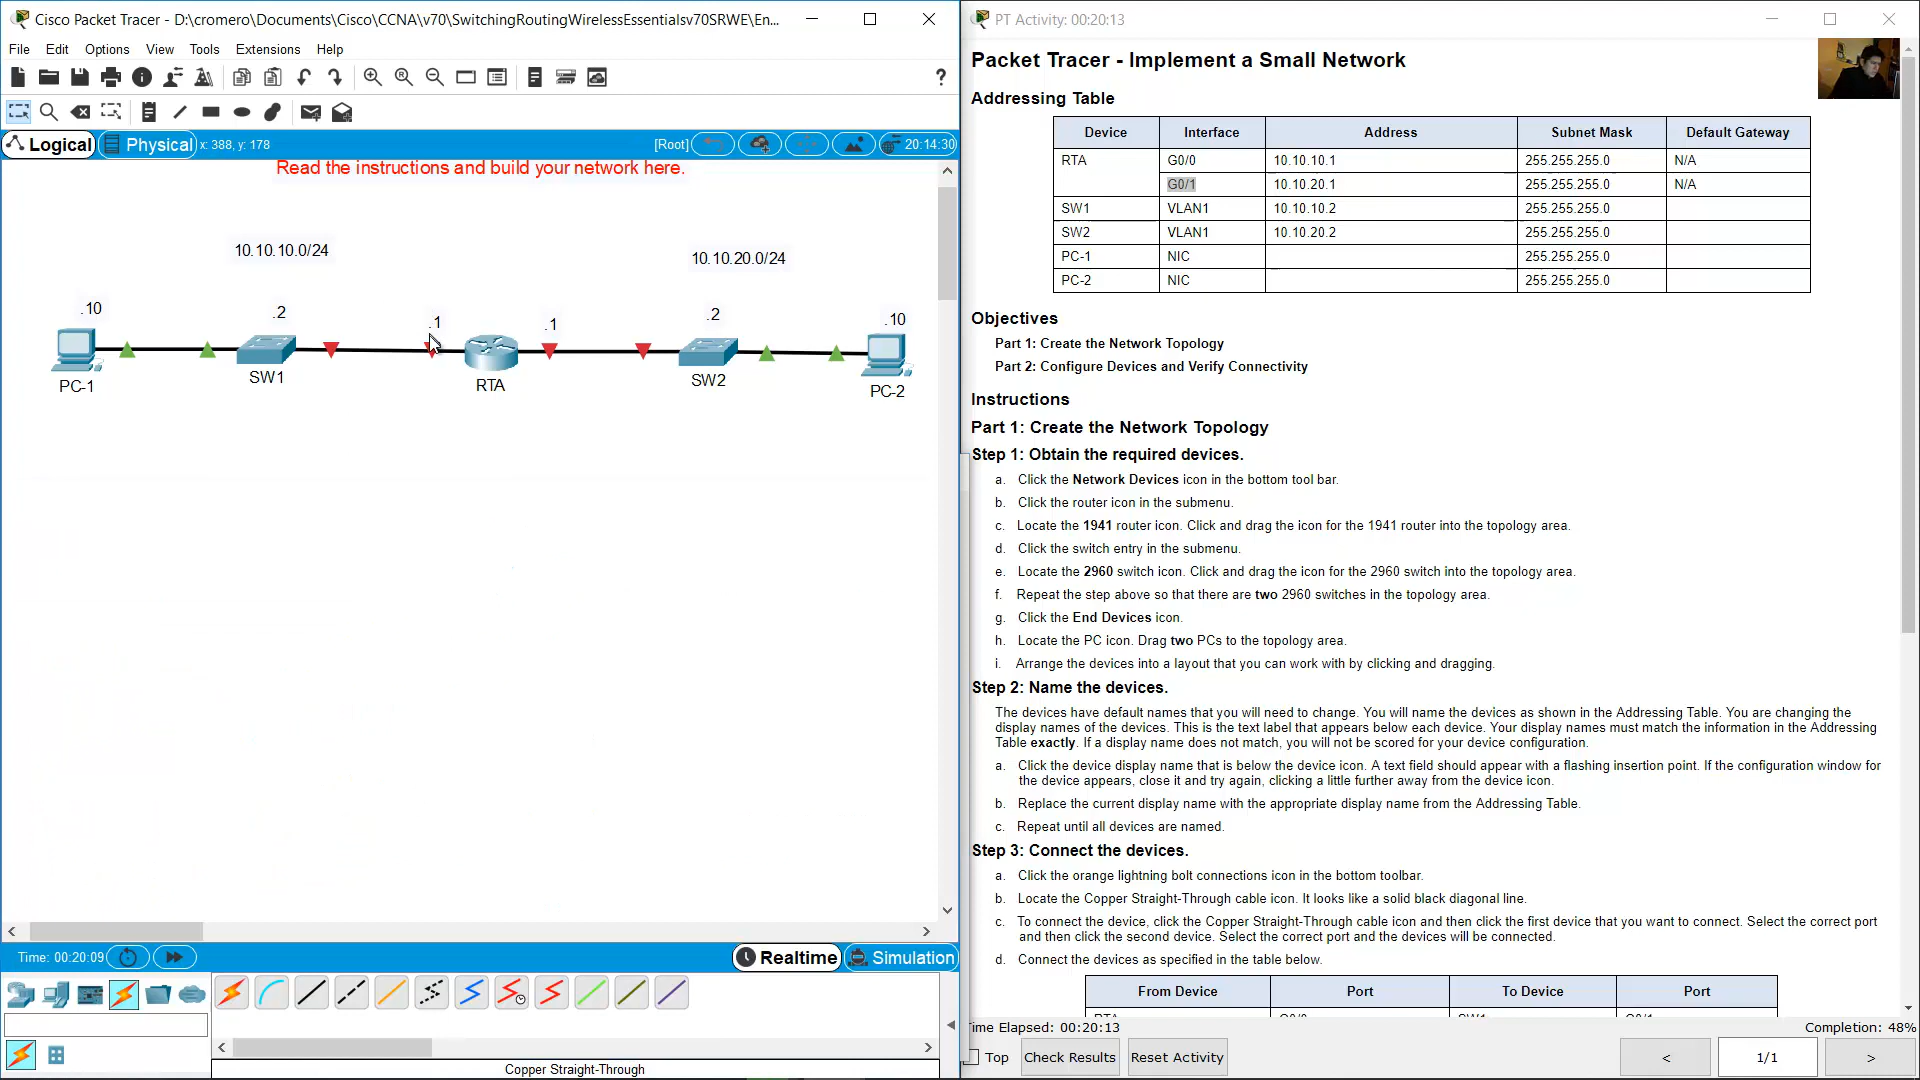 Cisco Packet Tracer - D:\cromero\Documents\Cisco\CCNA\v70\SwitchingRoutingWirelessEssentialsv70SRWE\En...
File Edit Options View Tools Extensions Help
Logical Physical x: 388, y: 178 [Root] 20:14:30
Read the instructions and build your network here.
10.10.10.0/24
10.10.20.0/24
.10 .2 .1 .1 .2 .10
PC-1 SW1 RTA SW2 PC-2
Time: 00:20:09
Realtime Simulation
Copper Straight-Through
PT Activity: 00:20:13
Packet Tracer - Implement a Small Network
Addressing Table
Device Interface Address Subnet Mask Default Gateway
RTA G0/0 10.10.10.1 255.255.255.0 N/A
G0/1 10.10.20.1 255.255.255.0 N/A
SW1 VLAN1 10.10.10.2 255.255.255.0
SW2 VLAN1 10.10.20.2 255.255.255.0
PC-1 NIC 255.255.255.0
PC-2 NIC 255.255.255.0
Objectives
Part 1: Create the Network Topology
Part 2: Configure Devices and Verify Connectivity
Instructions
Part 1: Create the Network Topology
Step 1: Obtain the required devices.
a. Click the Network Devices icon in the bottom tool bar.
b. Click the router icon in the submenu.
c. Locate the 1941 router icon. Click and drag the icon for the 1941 router into the topology area.
d. Click the switch entry in the submenu.
e. Locate the 2960 switch icon. Click and drag the icon for the 2960 switch into the topology area.
f. Repeat the step above so that there are two 2960 switches in the topology area.
g. Click the End Devices icon.
h. Locate the PC icon. Drag two PCs to the topology area.
i. Arrange the devices into a layout that you can work with by clicking and dragging.
Step 2: Name the devices.
The devices have default names that you will need to change. You will name the devices as shown in the Addressing Table. You are changing the
display names of the devices. This is the text label that appears below each device. Your display names must match the information in the Addressing
Table exactly. If a display name does not match, you will not be scored for your device configuration.
a. Click the device display name that is below the device icon. A text field should appear with a flashing insertion point. If the configuration window for
the device appears, close it and try again, clicking a little further away from the device icon.
b. Replace the current display name with the appropriate display name from the Addressing Table.
c. Repeat until all devices are named.
Step 3: Connect the devices.
a. Click the orange lightning bolt connections icon in the bottom toolbar.
b. Locate the Copper Straight-Through cable icon. It looks like a solid black diagonal line.
c. To connect the device, click the Copper Straight-Through cable icon and then click the first device that you want to connect. Select the correct port
and then click the second device. Select the correct port and the devices will be connected.
d. Connect the devices as specified in the table below.
From Device Port To Device Port
Time Elapsed: 00:20:13 Completion: 48%
Top Check Results Reset Activity < 1/1 >